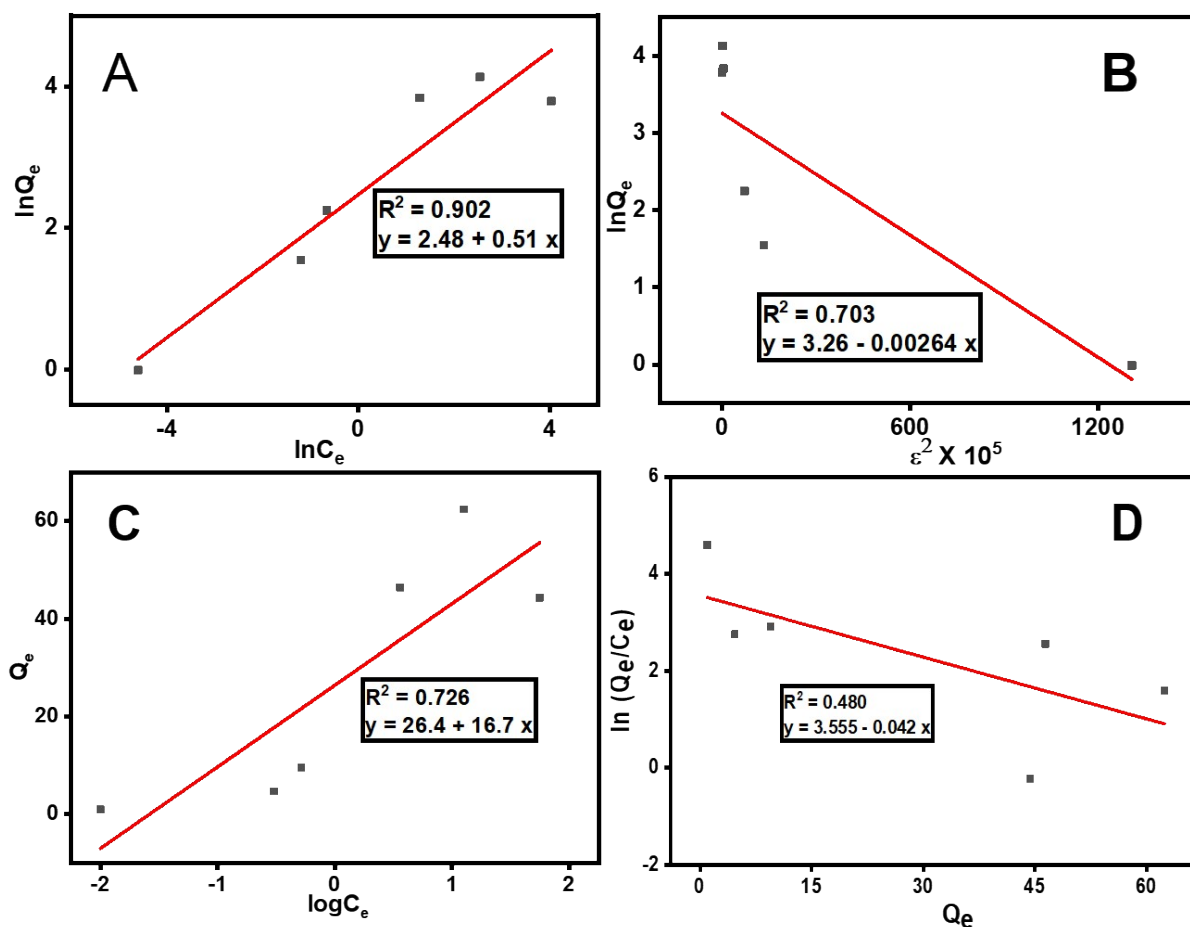 A
lnQe
4
2
0
R² = 0.902
y = 2.48 + 0.51 x
-4
0
4
lnCe
B
lnQe
4
3
2
1
0
R² = 0.703
y = 3.26 - 0.00264 x
0
600
1200
ε² X 10⁵
C
Qe
60
40
20
0
R² = 0.726
y = 26.4 + 16.7 x
-2
-1
0
1
2
logCe
D
ln (Qe/Ce)
6
4
2
0
-2
R² = 0.480
y = 3.555 - 0.042 x
0
15
30
45
60
Qe